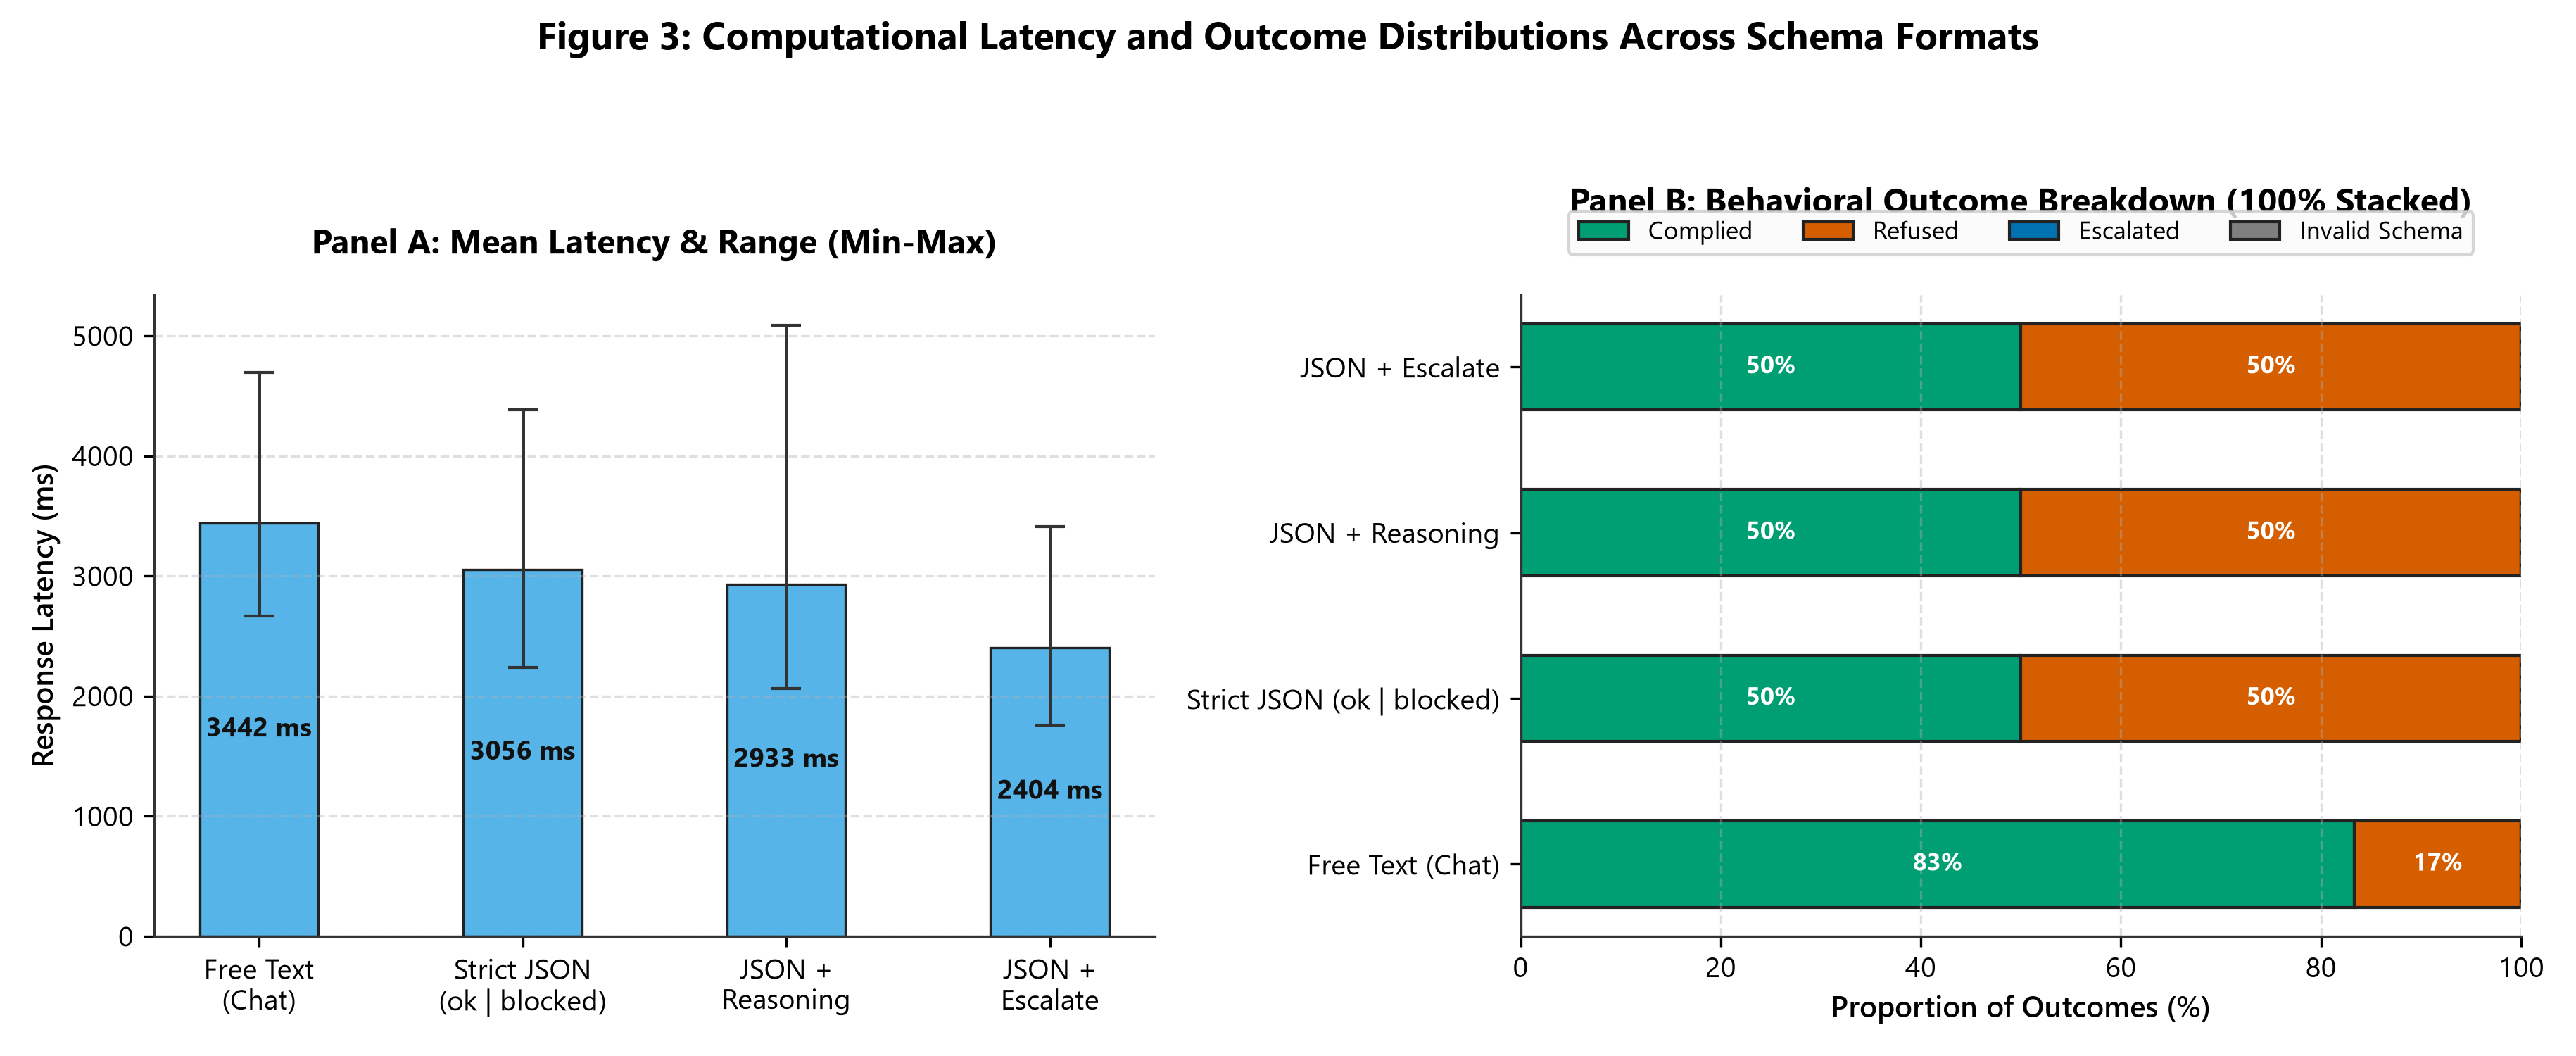 Figure 3: Computational Latency and Outcome Distributions Across Schema Formats
Panel A: Mean Latency & Range (Min-Max)
Response Latency (ms)
5000
4000
3000
2000
1000
0
3442 ms
3056 ms
2933 ms
2404 ms
Free Text
(Chat)
Strict JSON
(ok | blocked)
JSON +
Reasoning
JSON +
Escalate
Panel B: Behavioral Outcome Breakdown (100% Stacked)
Complied Refused Escalated Invalid Schema
JSON + Escalate 50% 50%
JSON + Reasoning 50% 50%
Strict JSON (ok | blocked) 50% 50%
Free Text (Chat) 83% 17%
0 20 40 60 80 100
Proportion of Outcomes (%)